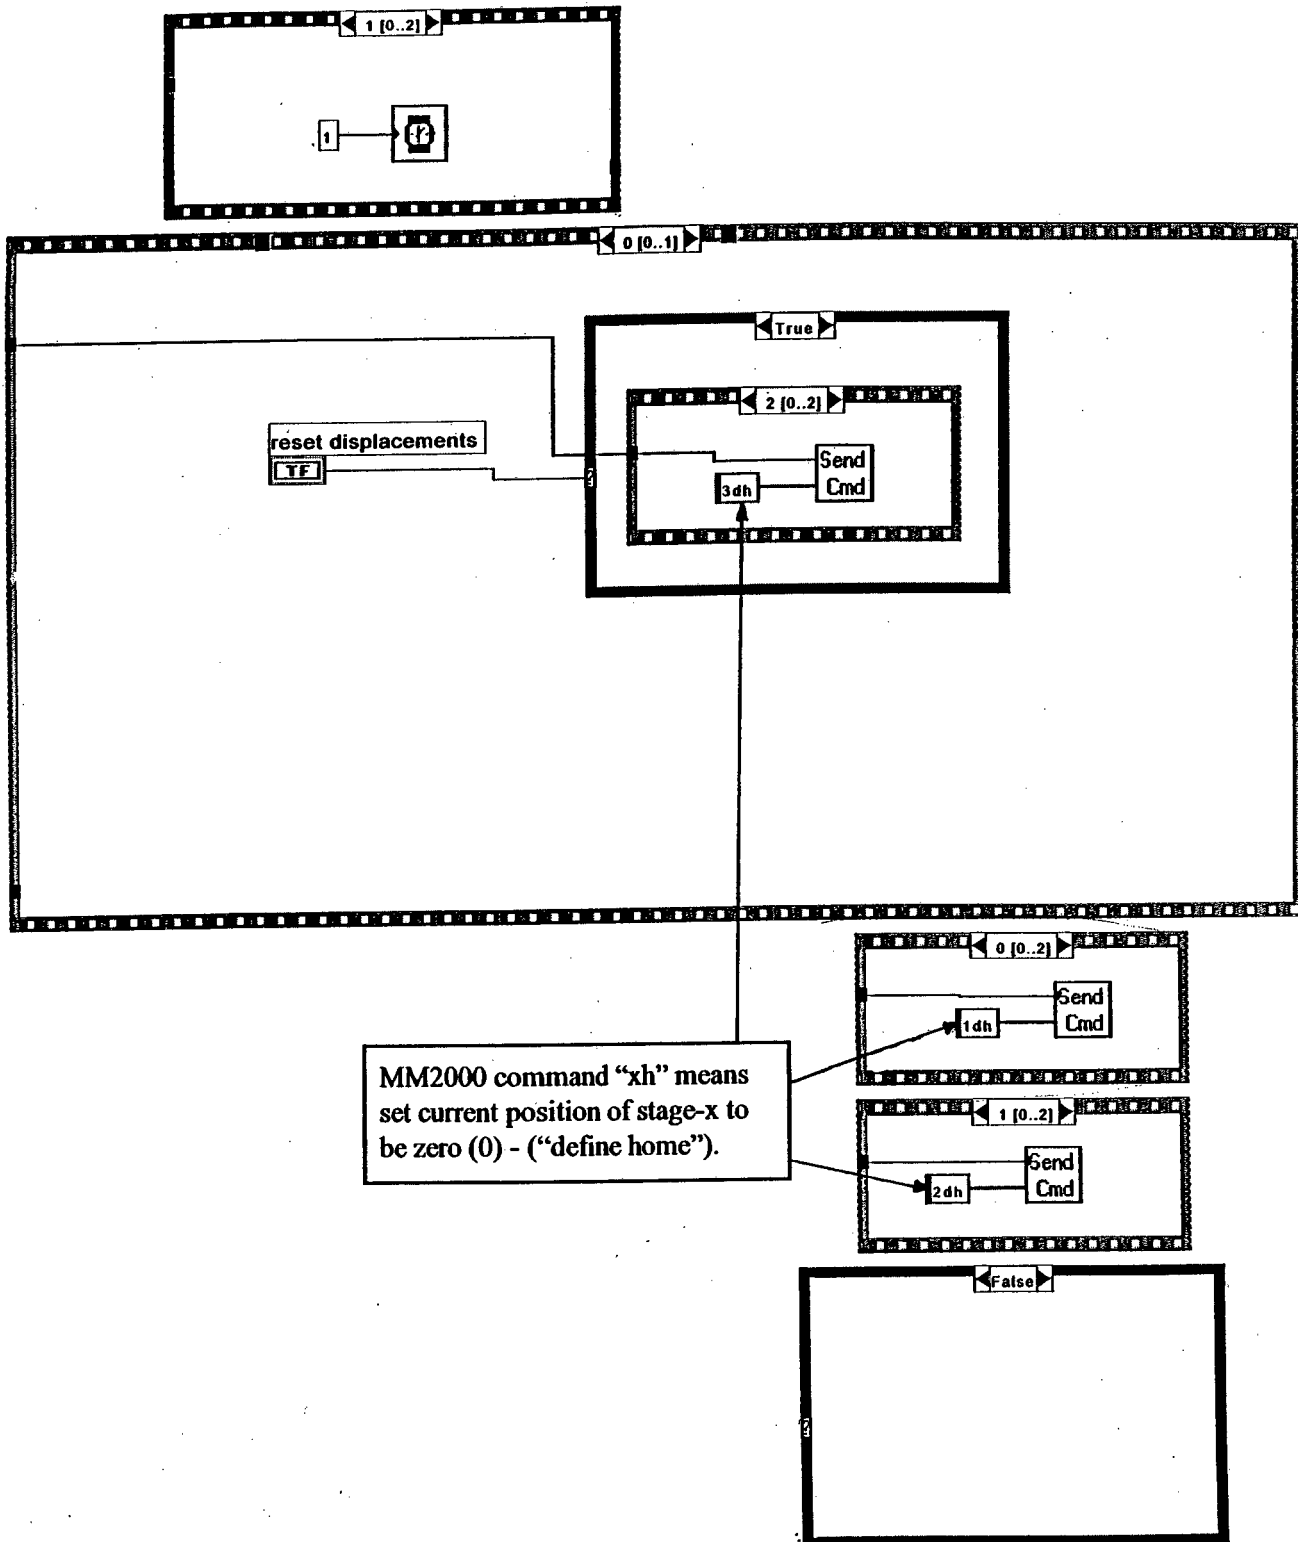 1 [0..2]
1
0 [0..1]
True
2 [0..2]
reset displacements
TF
Send
Cmd
3dh
?
0 [0..2]
Send
Cmd
1dh
MM2000 command “xh” means
set current position of stage-x to
be zero (0) - (“define home”).
1 [0..2]
Send
Cmd
2dh
False
?